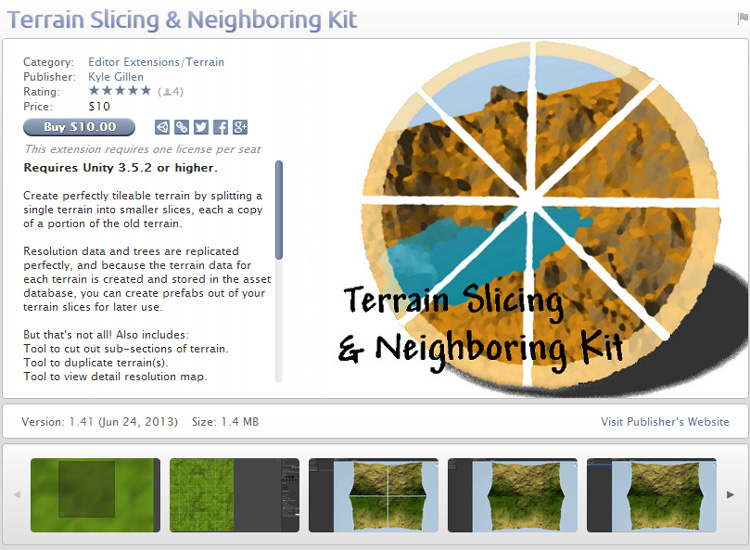 Terrain Slicing & Neighboring Kit
Category: Editor Extensions/Terrain
Publisher: Kyle Gillen
Rating: ★★★★★ (4)
Price: $10
Buy $10.00
This extension requires one license per seat
Requires Unity 3.5.2 or higher.
Create perfectly tileable terrain by splitting a
single terrain into smaller slices, each a copy
of a portion of the old terrain.
Resolution data and trees are replicated
perfectly, and because the terrain data for
each terrain is created and stored in the asset
database, you can create prefabs out of your
terrain slices for later use.
But that's not all! Also includes:
Tool to cut out sub-sections of terrain.
Tool to duplicate terrain(s).
Tool to view detail resolution map.
Terrain Slicing
& Neighboring Kit
Version: 1.41 (Jun 24, 2013) Size: 1.4 MB
Visit Publisher's Website